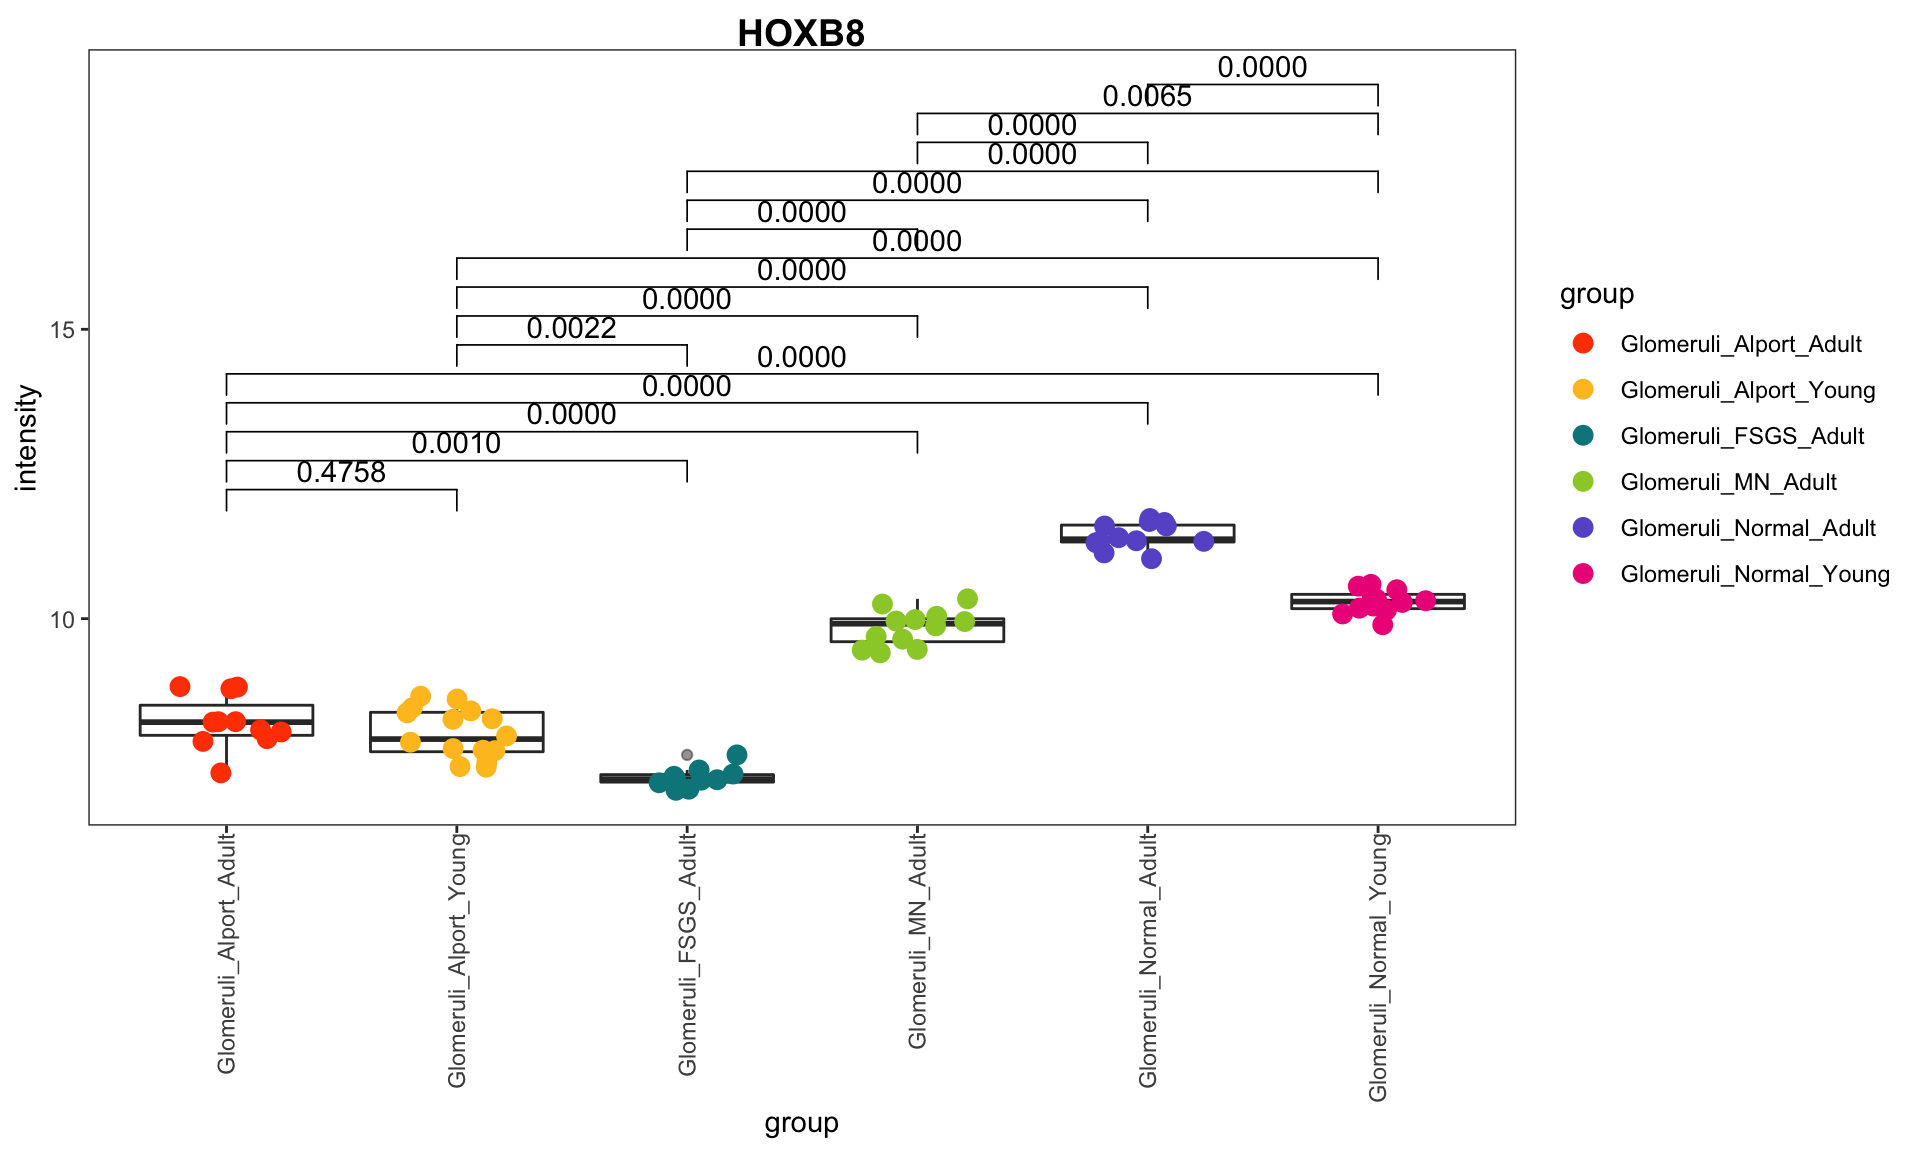 HOXB8
0.0000
0.0065
0.0000
0.0000
0.0000
0.0000
0.0000
0.0000
0.0000
0.0022
0.0000
0.0000
0.0000
0.0010
0.4758
15
10
intensity
Glomeruli_Alport_Adult
Glomeruli_Alport_Young
Glomeruli_FSGS_Adult
Glomeruli_MN_Adult
Glomeruli_Normal_Adult
Glomeruli_Normal_Young
group
group
Glomeruli_Alport_Adult
Glomeruli_Alport_Young
Glomeruli_FSGS_Adult
Glomeruli_MN_Adult
Glomeruli_Normal_Adult
Glomeruli_Normal_Young